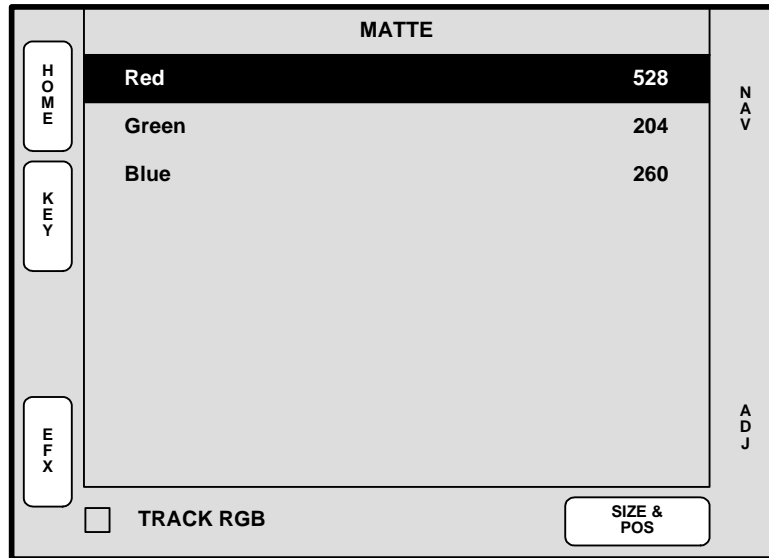 MATTE
HOME
Red 528
NAV
Green 204
Blue 260
KEY
EFX
ADJ
TRACK RGB
SIZE &
POS